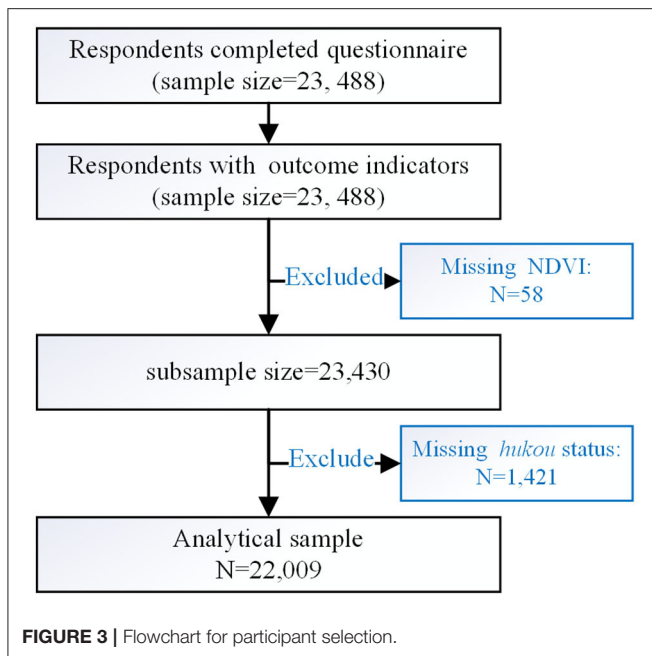 Respondents completed questionnaire
(sample size=23, 488)
Respondents with outcome indicators
(sample size=23, 488)
Excluded
Missing NDVI:
N=58
subsample size=23,430
Exclude
Missing hukou status:
N=1,421
Analytical sample
N=22,009
FIGURE 3 | Flowchart for participant selection.